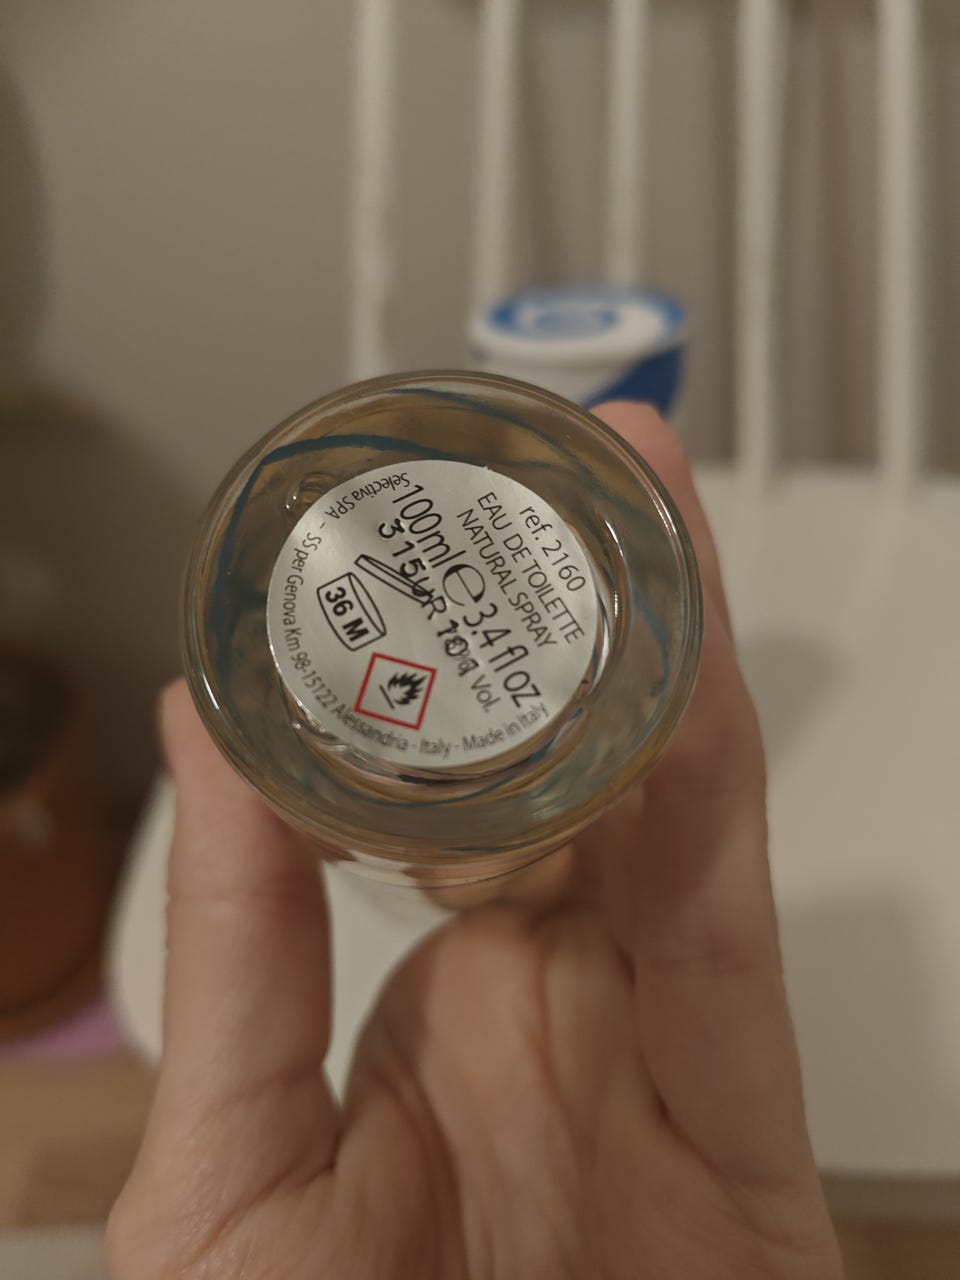 ref. 2160
EAU DE TOILETTE
NATURAL SPRAY
100ml e 3.4 fl oz
Vol.
36 M
Selectiva SPA - SS per Genova Km 98-15122 Alessandria - Italy - Made in Italy